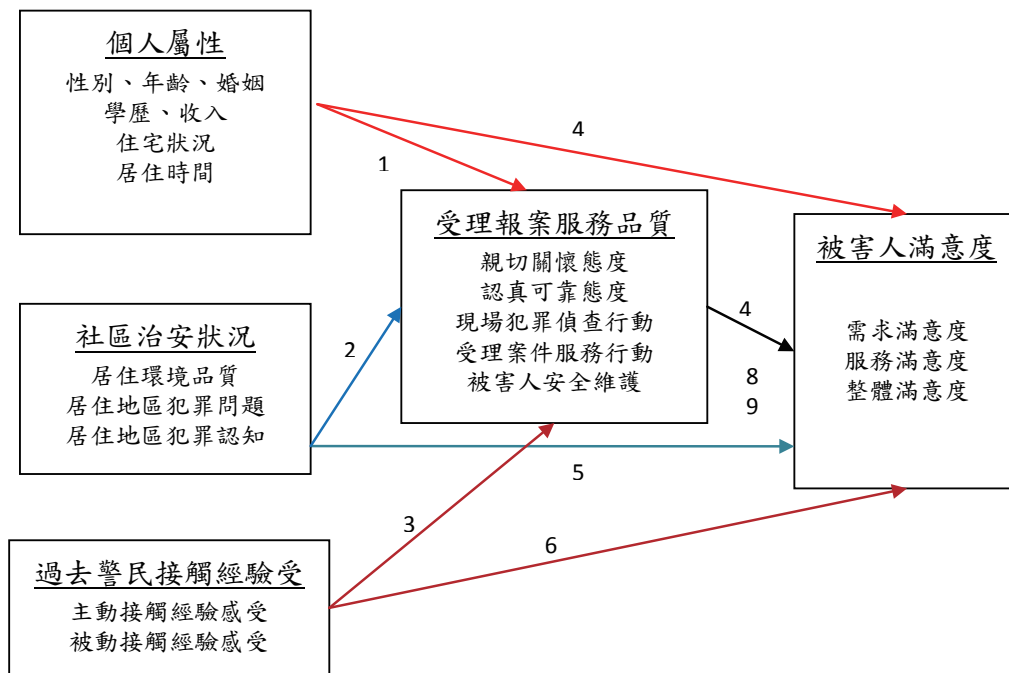 個人屬性
性別、年齡、婚姻
學歷、收入
住宅狀況
居住時間
1
4
受理報案服務品質
親切關懷態度
認真可靠態度
現場犯罪偵查行動
受理案件服務行動
被害人安全維護
被害人滿意度
需求滿意度
服務滿意度
整體滿意度
4
8
9
社區治安狀況
居住環境品質
居住地區犯罪問題
居住地區犯罪認知
2
5
3
6
過去警民接觸經驗受
主動接觸經驗感受
被動接觸經驗感受